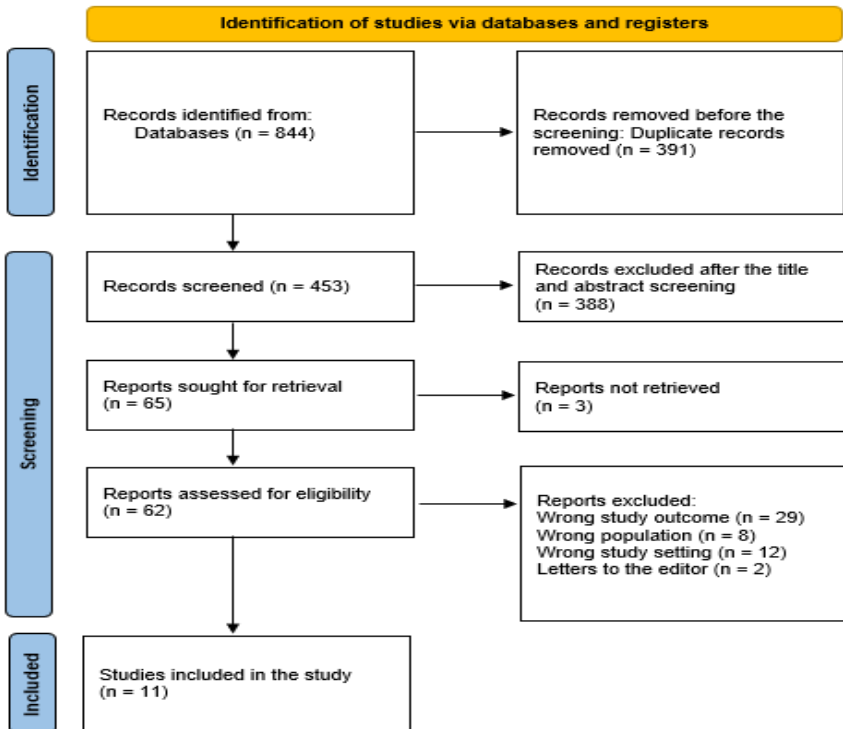 Identification of studies via databases and registers
Identification
Records identified from:
Databases (n = 844)
Records removed before the
screening: Duplicate records
removed (n = 391)
Screening
Records screened (n = 453)
Records excluded after the title
and abstract screening
(n = 388)
Reports sought for retrieval
(n = 65)
Reports not retrieved
(n = 3)
Reports assessed for eligibility
(n = 62)
Reports excluded:
Wrong study outcome (n = 29)
Wrong population (n = 8)
Wrong study setting (n = 12)
Letters to the editor (n = 2)
Included
Studies included in the study
(n = 11)